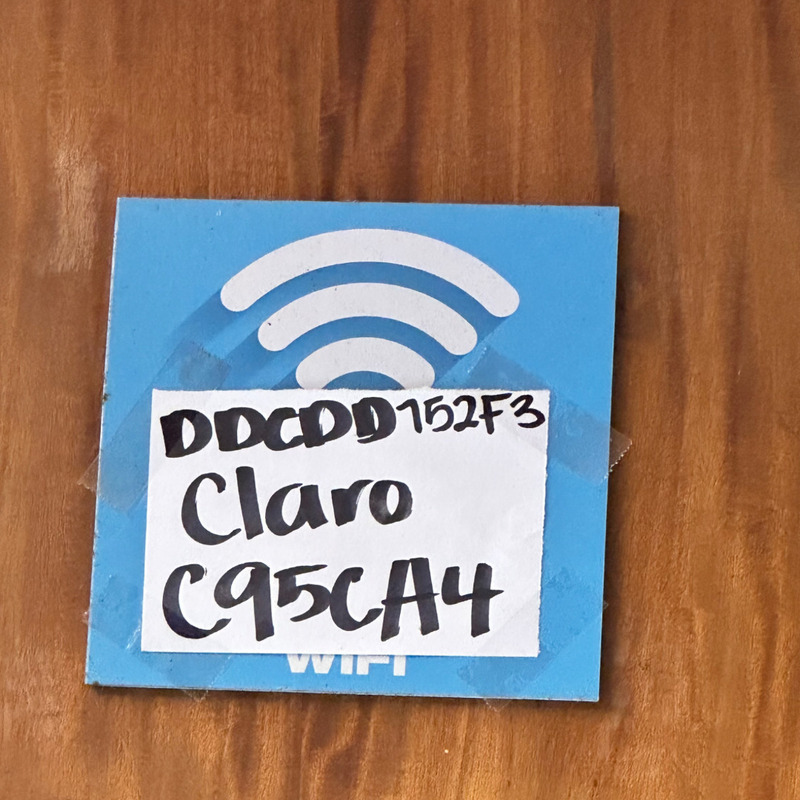 DDCDD152F3
Claro
C95CA4
WIFI